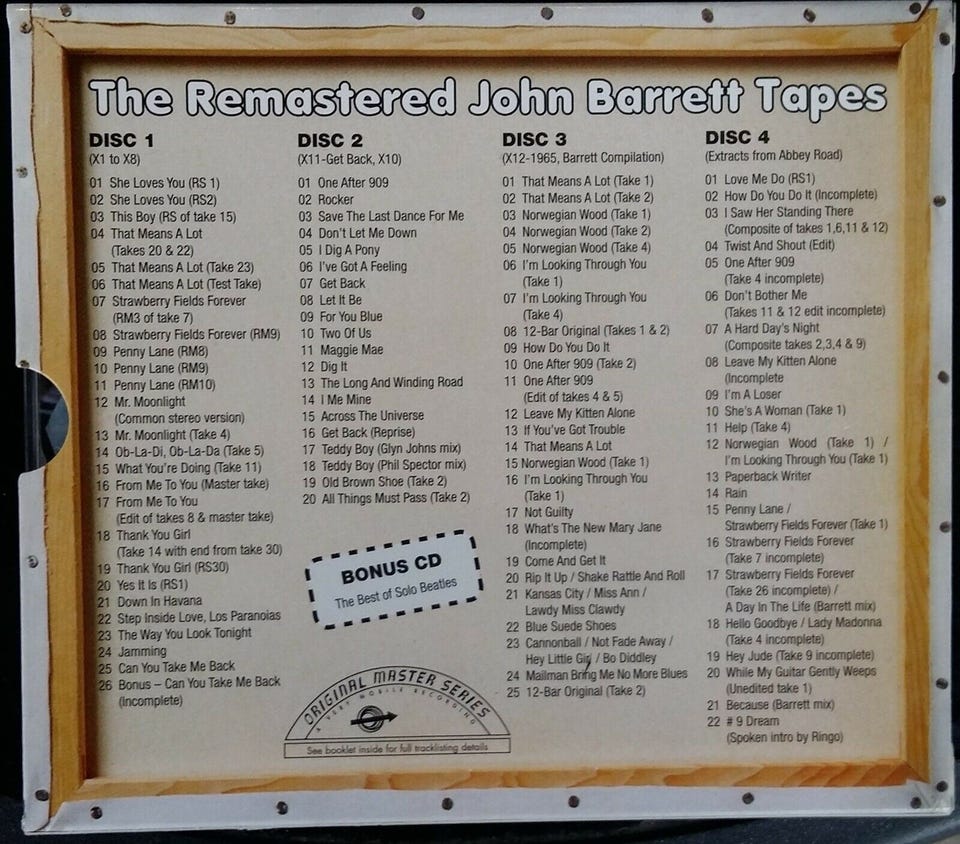 The Remastered John Barrett Tapes
DISC 1
(X1 to X8)
01 She Loves You (RS 1)
02 She Loves You (RS2)
03 This Boy (RS of take 15)
04 That Means A Lot
(Takes 20 & 22)
05 That Means A Lot (Take 23)
06 That Means A Lot (Test Take)
07 Strawberry Fields Forever
(RM3 of take 7)
08 Strawberry Fields Forever (RM9)
09 Penny Lane (RM8)
10 Penny Lane (RM9)
11 Penny Lane (RM10)
12 Mr. Moonlight
(Common stereo version)
13 Mr. Moonlight (Take 4)
14 Ob-La-Di, Ob-La-Da (Take 5)
15 What You're Doing (Take 11)
16 From Me To You (Master take)
17 From Me To You
(Edit of takes 8 & master take)
18 Thank You Girl
(Take 14 with end from take 30)
19 Thank You Girl (RS30)
20 Yes It Is (RS1)
21 Down In Havana
22 Step Inside Love, Los Paranoias
23 The Way You Look Tonight
24 Jamming
25 Can You Take Me Back
26 Bonus – Can You Take Me Back
(Incomplete)
DISC 2
(X11-Get Back, X10)
01 One After 909
02 Rocker
03 Save The Last Dance For Me
04 Don't Let Me Down
05 I Dig A Pony
06 I've Got A Feeling
07 Get Back
08 Let It Be
09 For You Blue
10 Two Of Us
11 Maggie Mae
12 Dig It
13 The Long And Winding Road
14 I Me Mine
15 Across The Universe
16 Get Back (Reprise)
17 Teddy Boy (Glyn Johns mix)
18 Teddy Boy (Phil Spector mix)
19 Old Brown Shoe (Take 2)
20 All Things Must Pass (Take 2)
BONUS CD
The Best of Solo Beatles
ORIGINAL MASTER SERIES
A VERY MOBILE RECORDING
See booklet inside for full tracklisting details
DISC 3
(X12-1965, Barrett Compilation)
01 That Means A Lot (Take 1)
02 That Means A Lot (Take 2)
03 Norwegian Wood (Take 1)
04 Norwegian Wood (Take 2)
05 Norwegian Wood (Take 4)
06 I'm Looking Through You
(Take 1)
07 I'm Looking Through You
(Take 4)
08 12-Bar Original (Takes 1 & 2)
09 How Do You Do It
10 One After 909 (Take 2)
11 One After 909
(Edit of takes 4 & 5)
12 Leave My Kitten Alone
13 If You've Got Trouble
14 That Means A Lot
15 Norwegian Wood (Take 1)
16 I'm Looking Through You
(Take 1)
17 Not Guilty
18 What's The New Mary Jane
(Incomplete)
19 Come And Get It
20 Rip It Up / Shake Rattle And Roll
21 Kansas City / Miss Ann /
Lawdy Miss Clawdy
22 Blue Suede Shoes
23 Cannonball / Not Fade Away /
Hey Little Girl / Bo Diddley
24 Mailman Bring Me No More Blues
25 12-Bar Original (Take 2)
DISC 4
(Extracts from Abbey Road)
01 Love Me Do (RS1)
02 How Do You Do It (Incomplete)
03 I Saw Her Standing There
(Composite of takes 1,6,11 & 12)
04 Twist And Shout (Edit)
05 One After 909
(Take 4 incomplete)
06 Don't Bother Me
(Takes 11 & 12 edit incomplete)
07 A Hard Day's Night
(Composite takes 2,3,4 & 9)
08 Leave My Kitten Alone
(Incomplete
09 I'm A Loser
10 She's A Woman (Take 1)
11 Help (Take 4)
12 Norwegian Wood (Take 1) /
I'm Looking Through You (Take 1)
13 Paperback Writer
14 Rain
15 Penny Lane /
Strawberry Fields Forever (Take 1)
16 Strawberry Fields Forever
(Take 7 incomplete)
17 Strawberry Fields Forever
(Take 26 incomplete) /
A Day In The Life (Barrett mix)
18 Hello Goodbye / Lady Madonna
(Take 4 incomplete)
19 Hey Jude (Take 9 incomplete)
20 While My Guitar Gently Weeps
(Unedited take 1)
21 Because (Barrett mix)
22 # 9 Dream
(Spoken intro by Ringo)